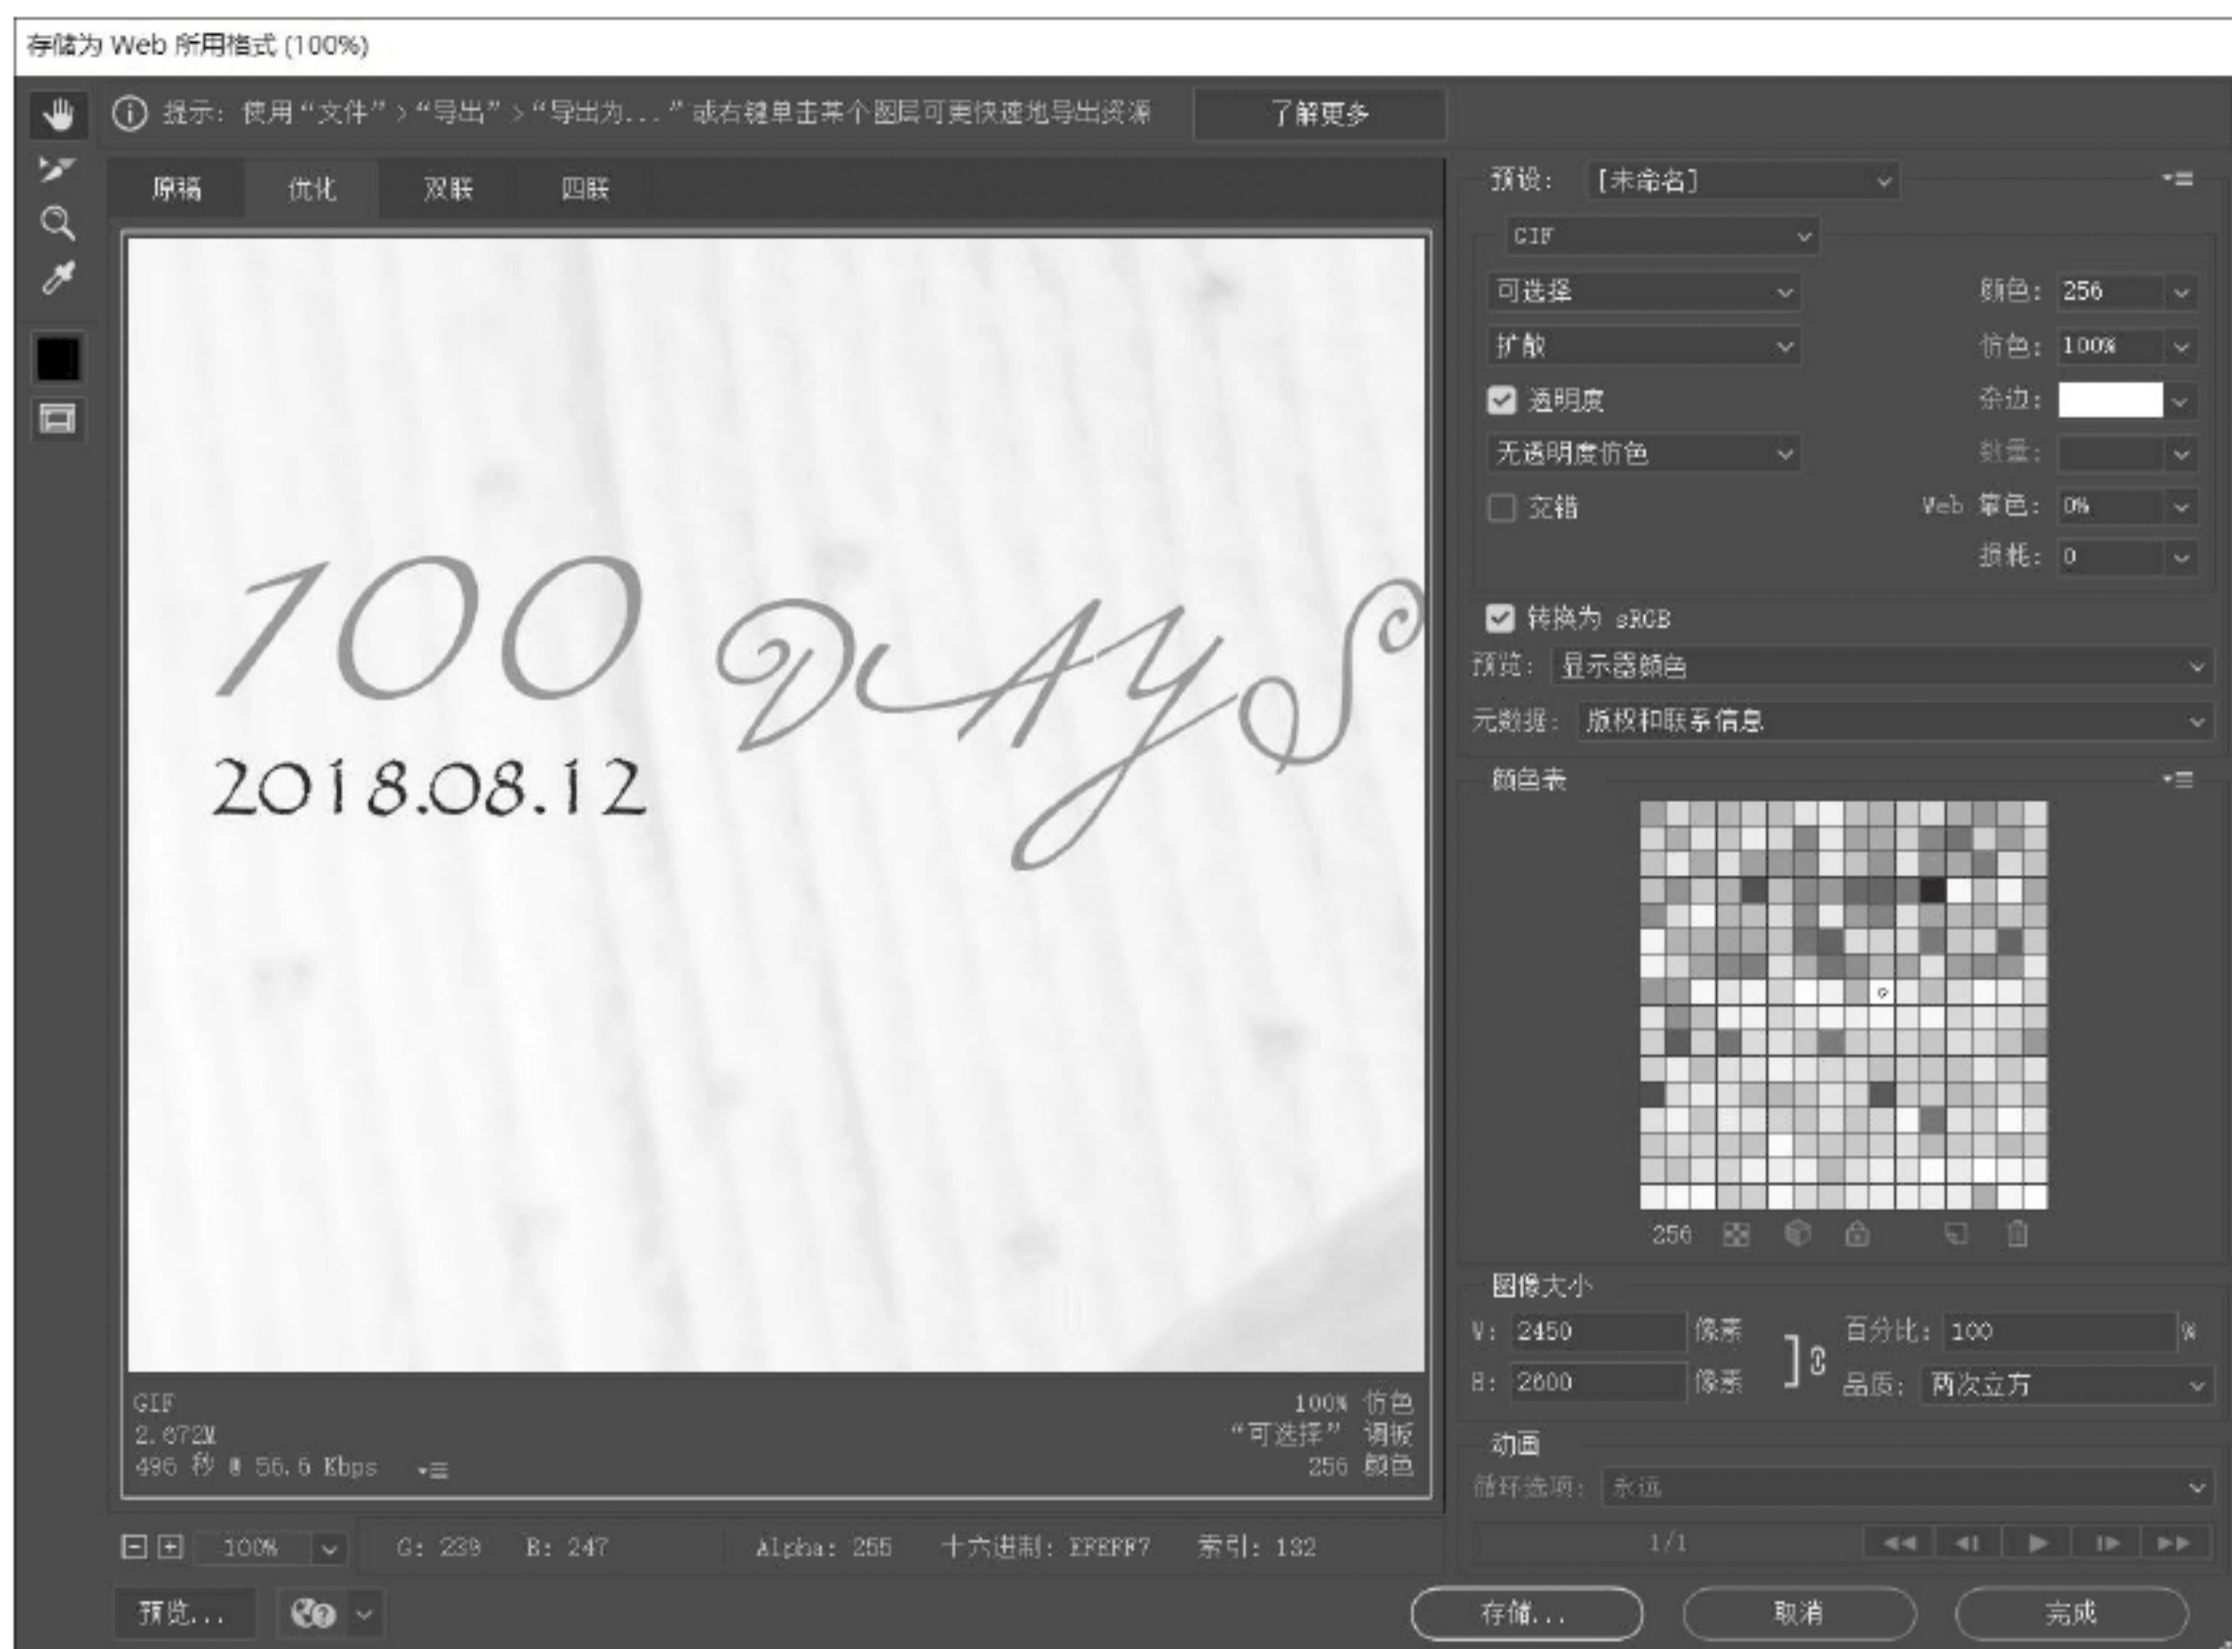 存储为 Web 所用格式 (100%)
提示: 使用“文件”>“导出”>“导出为...”或右键单击某个图层可更快速地导出资源
了解更多
原稿 优化 双联 四联
100 DAYS
2018.08.12
GIF
2.672M
496 秒 @ 56.6 Kbps
100% 仿色
“可选择” 调板
256 颜色
100% G: 239 B: 247 Alpha: 255 十六进制: EFEFF7 索引: 132
预览...
预设: [未命名]
GIF
可选择 颜色: 256
扩散 仿色: 100%
透明度 杂边:
无透明度仿色 数量:
交错 Web 靠色: 0%
损耗: 0
转换为 sRGB
预览: 显示器颜色
元数据: 版权和联系信息
颜色表
256
图像大小
W: 2450 像素 百分比: 100 %
H: 2600 像素 品质: 两次立方
动画
循环选项: 永远
1/1
存储... 取消 完成